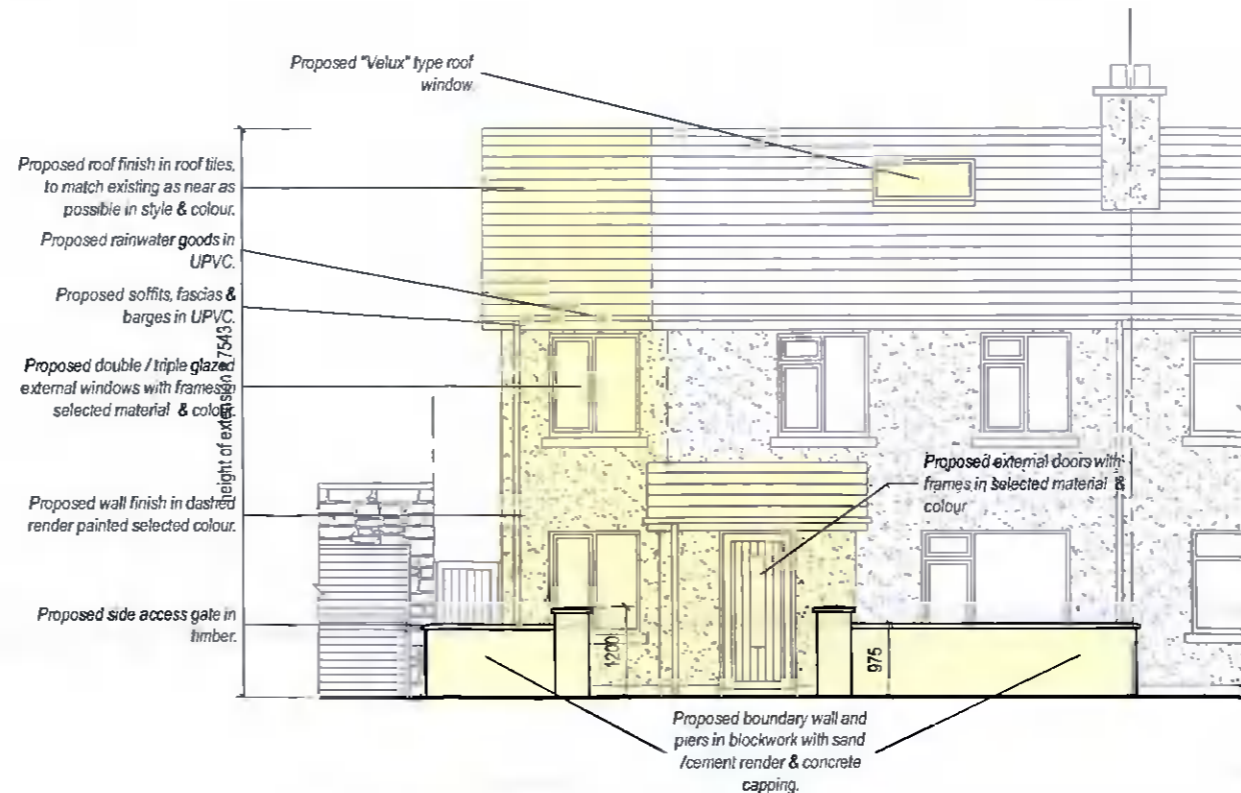 Proposed "Velux" type roof
window.
Proposed roof finish in roof tiles,
to match existing as near as
possible in style & colour.
Proposed rainwater goods in
UPVC.
Proposed soffits, fascias &
barges in UPVC.
Proposed double / triple glazed
external windows with frames in
selected material & colour.
height of extension 7543
Proposed wall finish in dashed
render painted selected colour.
Proposed side access gate in
timber.
Proposed external doors with
frames in selected material
colour
1200
975
Proposed boundary wall and
piers in blockwork with sand
/cement render & concrete
capping.